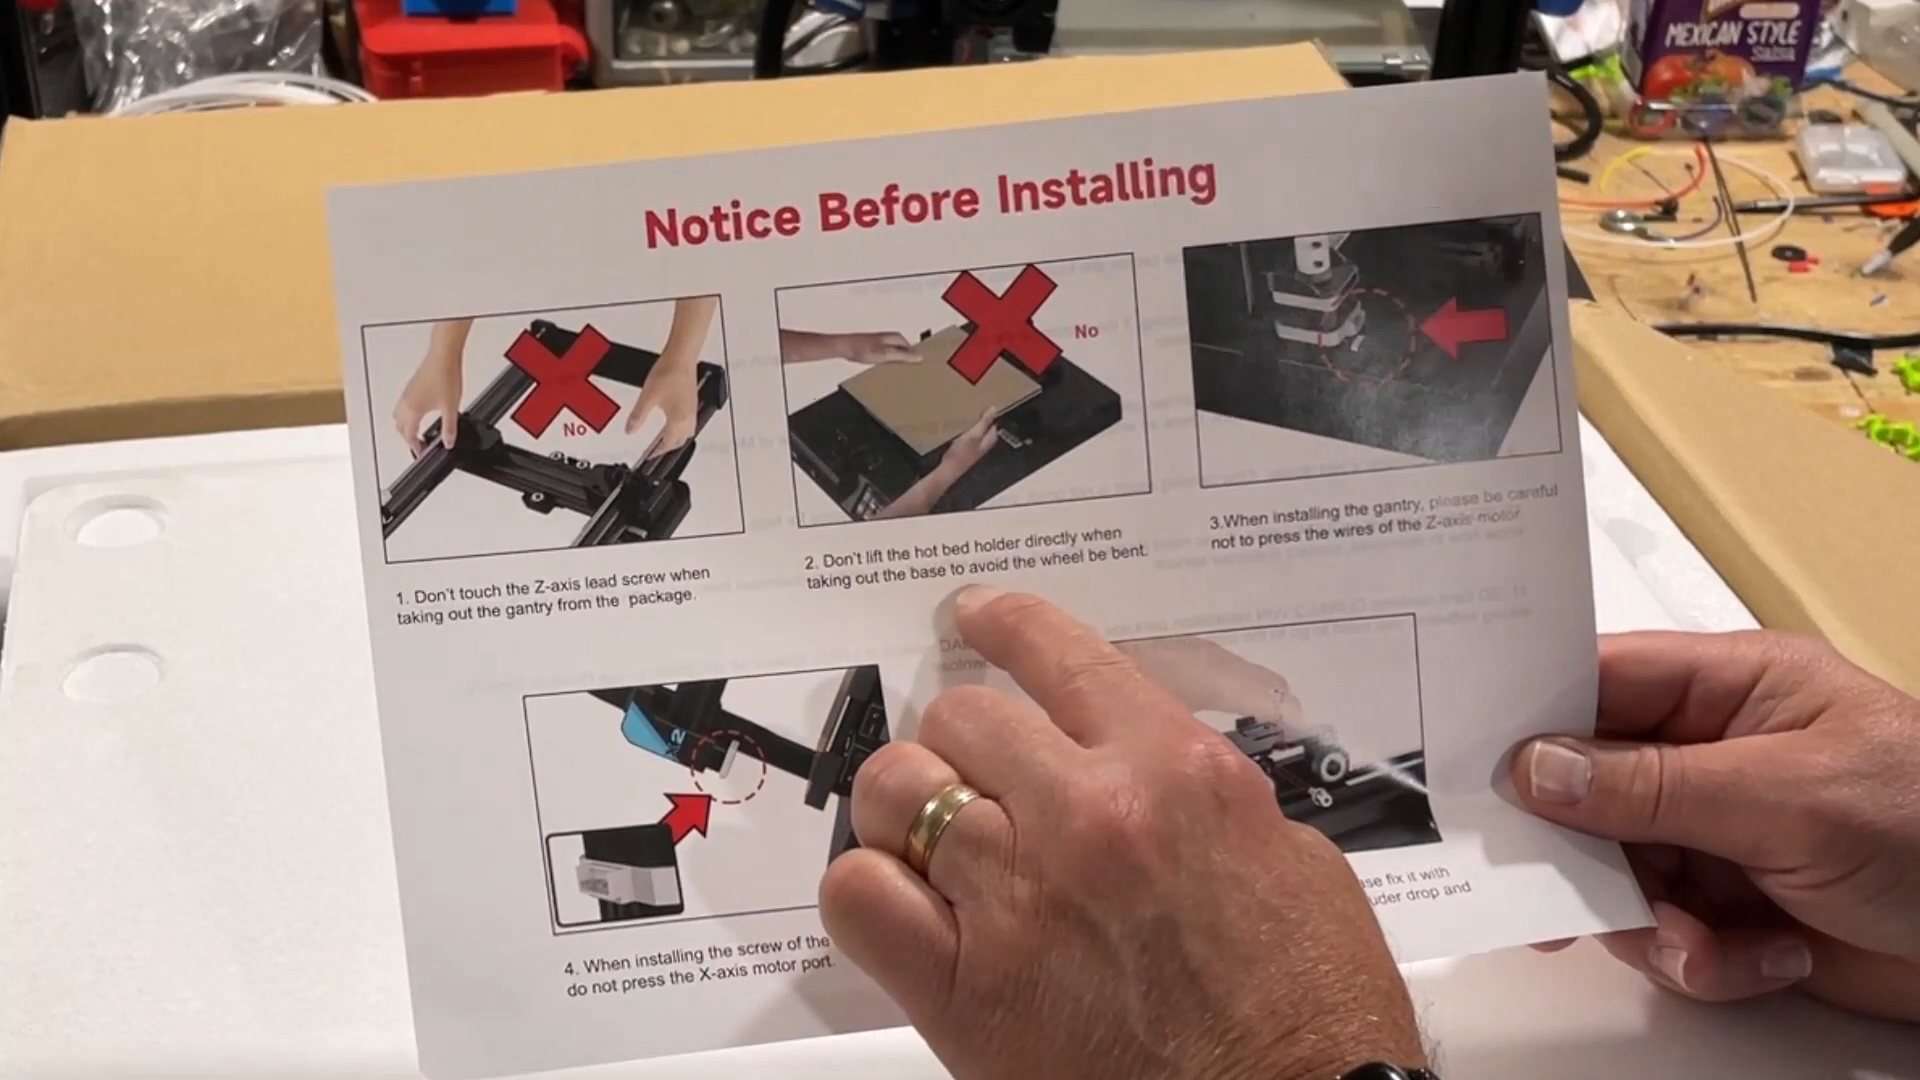 MEXICAN STYLE
Salsa
Notice Before Installing
No
No
1. Don't touch the Z-axis lead screw when
taking out the gantry from the package.
2. Don't lift the hot bed holder directly when
taking out the base to avoid the wheel be bent.
3.When installing the gantry, please be careful
not to press the wires of the Z-axis motor.
4. When installing the screw of the
do not press the X-axis motor port.
fix it with
drop and